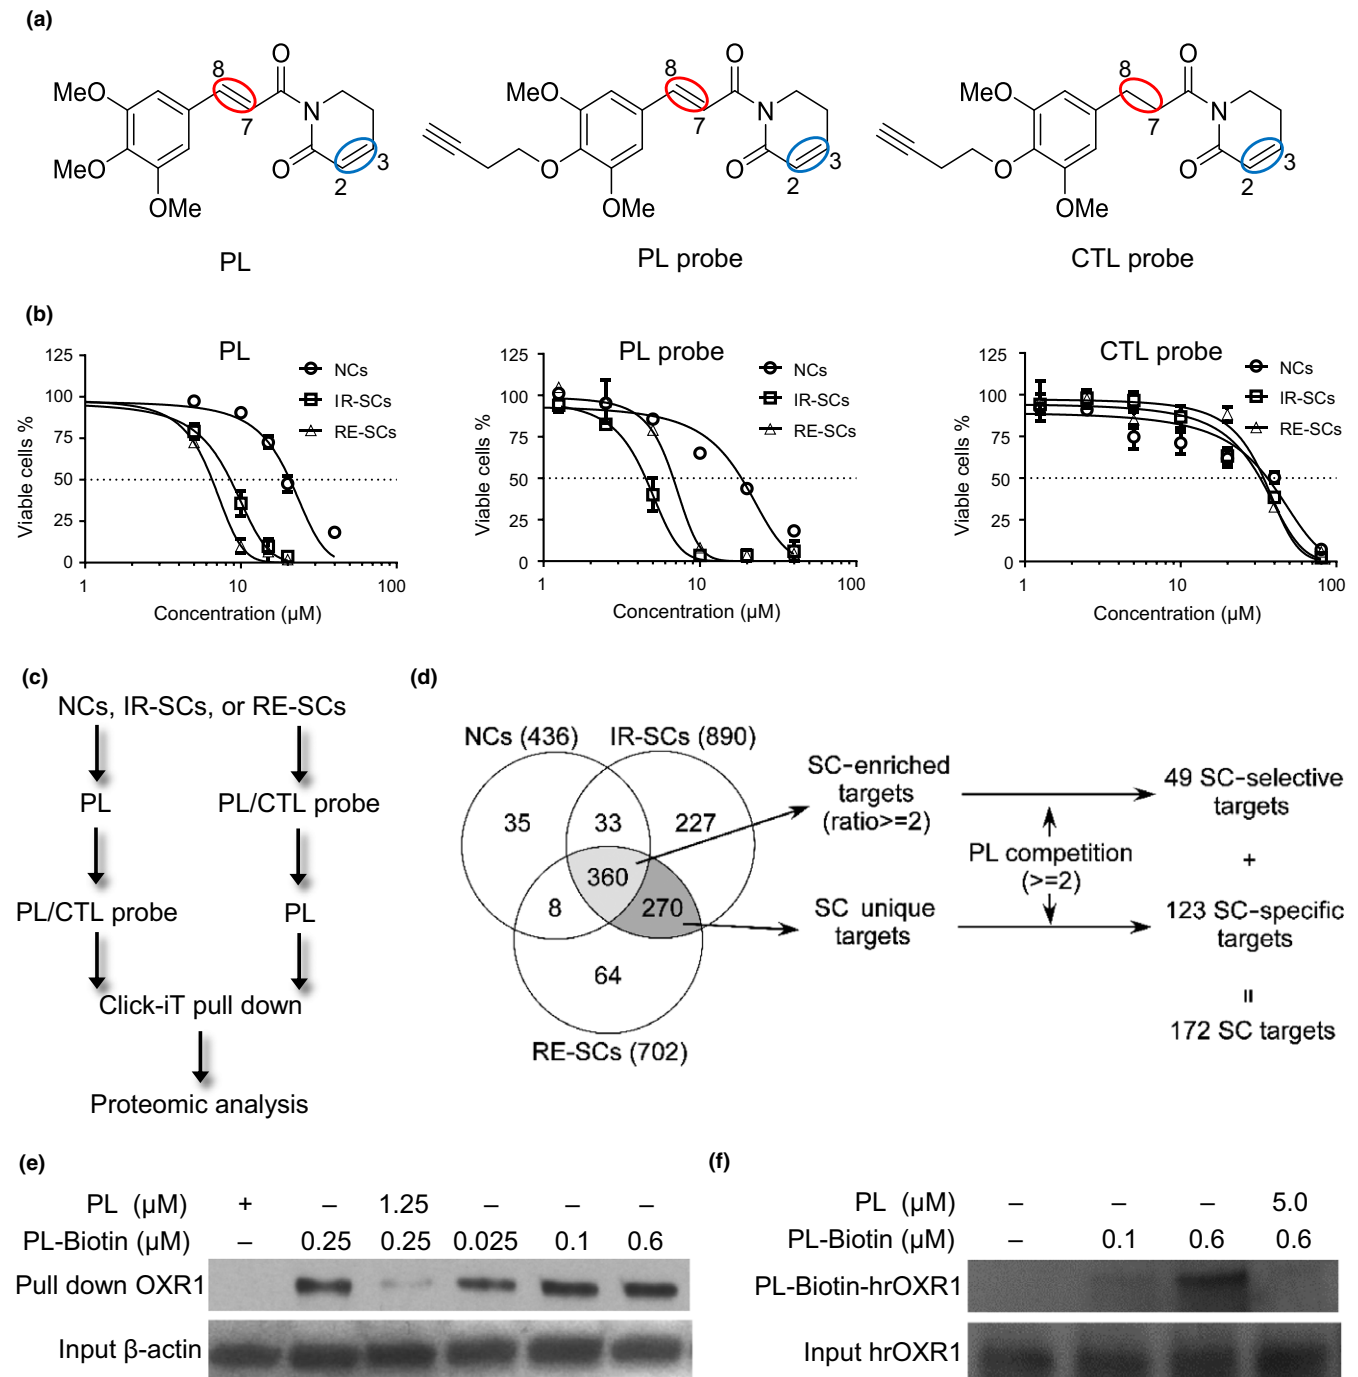 (a)
MeO
MeO
OMe
O
N
O
8
7
3
2
PL
MeO
O
OMe
O
N
O
8
7
3
2
PL probe
MeO
O
OMe
O
N
O
8
7
3
2
CTL probe
(b)
PL
Viable cells %
125
100
75
50
25
0
1
10
100
Concentration (µM)
NCs
IR-SCs
RE-SCs
PL probe
Viable cells %
125
100
75
50
25
0
1
10
100
Concentration (µM)
NCs
IR-SCs
RE-SCs
CTL probe
Viable cells %
125
100
75
50
25
0
1
10
100
Concentration (µM)
NCs
IR-SCs
RE-SCs
(c)
NCs, IR-SCs, or RE-SCs
PL
PL/CTL probe
PL/CTL probe
PL
Click-iT pull down
Proteomic analysis
(d)
NCs (436)
IR-SCs (890)
35
33
227
360
8
270
64
RE-SCs (702)
SC-enriched
targets
(ratio>=2)
SC unique
targets
PL competition
(>=2)
49 SC-selective
targets
+
123 SC-specific
targets
=
172 SC targets
(e)
PL (µM) + – 1.25 – – –
PL-Biotin (µM) – 0.25 0.25 0.025 0.1 0.6
Pull down OXR1
Input β-actin
(f)
PL (µM) – – – 5.0
PL-Biotin (µM) – 0.1 0.6 0.6
PL-Biotin-hrOXR1
Input hrOXR1